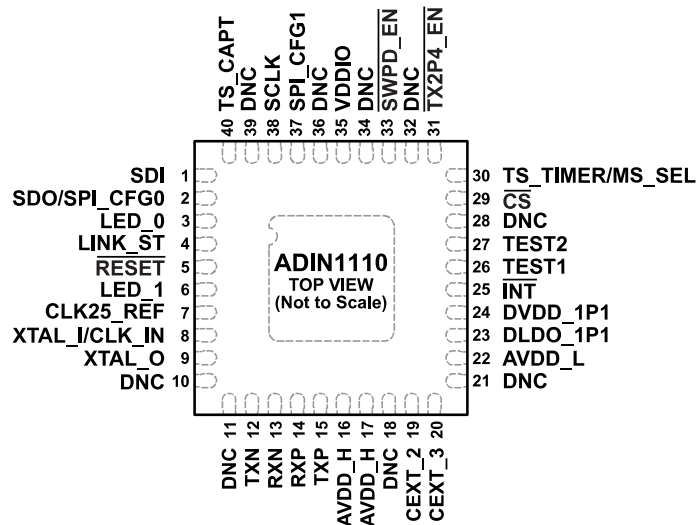 40 TS_CAPT
39 DNC
38 SCLK
37 SPI_CFG1
36 DNC
35 VDDIO
34 DNC
33 SWPD_EN
32 DNC
31 TX2P4_EN
SDI 1
SDO/SPI_CFG0 2
LED_0 3
LINK_ST 4
RESET 5
LED_1 6
CLK25_REF 7
XTAL_I/CLK_IN 8
XTAL_O 9
DNC 10
ADIN1110
TOP VIEW
(Not to Scale)
30 TS_TIMER/MS_SEL
29 CS
28 DNC
27 TEST2
26 TEST1
25 INT
24 DVDD_1P1
23 DLDO_1P1
22 AVDD_L
21 DNC
DNC 11
TXN 12
RXN 13
RXP 14
TXP 15
AVDD_H 16
AVDD_H 17
DNC 18
CEXT_2 19
CEXT_3 20